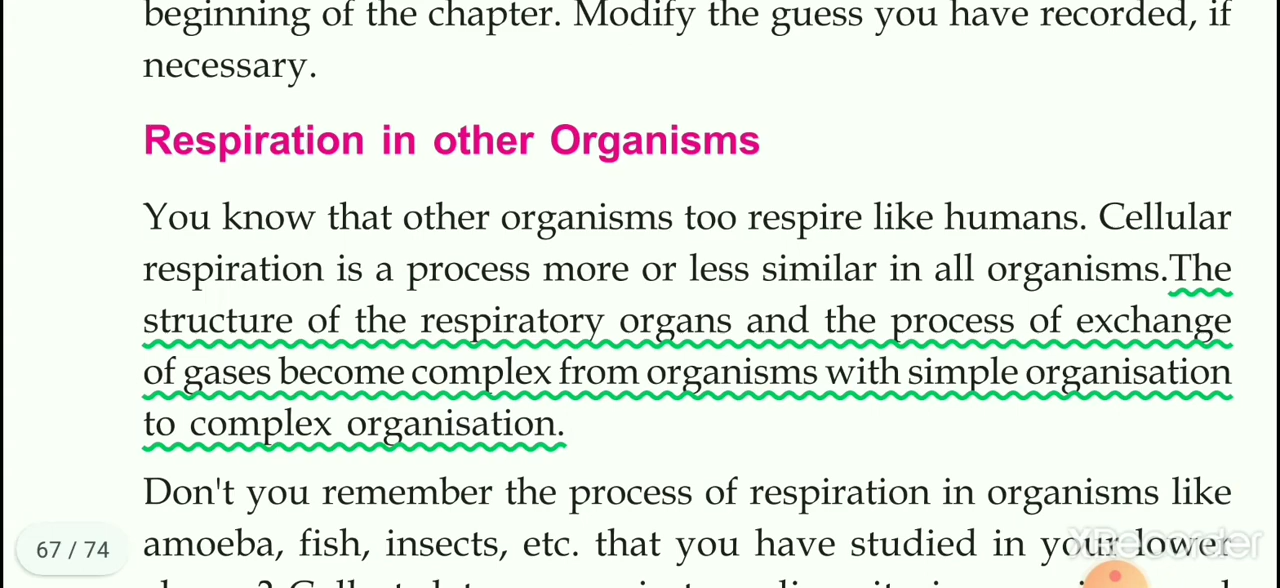 beginning of the chapter. Modify the guess you have recorded, if
necessary.
Respiration in other Organisms
You know that other organisms too respire like humans. Cellular
respiration is a process more or less similar in all organisms.The
structure of the respiratory organs and the process of exchange
of gases become complex from organisms with simple organisation
to complex organisation.
Don't you remember the process of respiration in organisms like
67 / 74
amoeba, fish, insects, etc. that you have studied in your lower
XRecorder